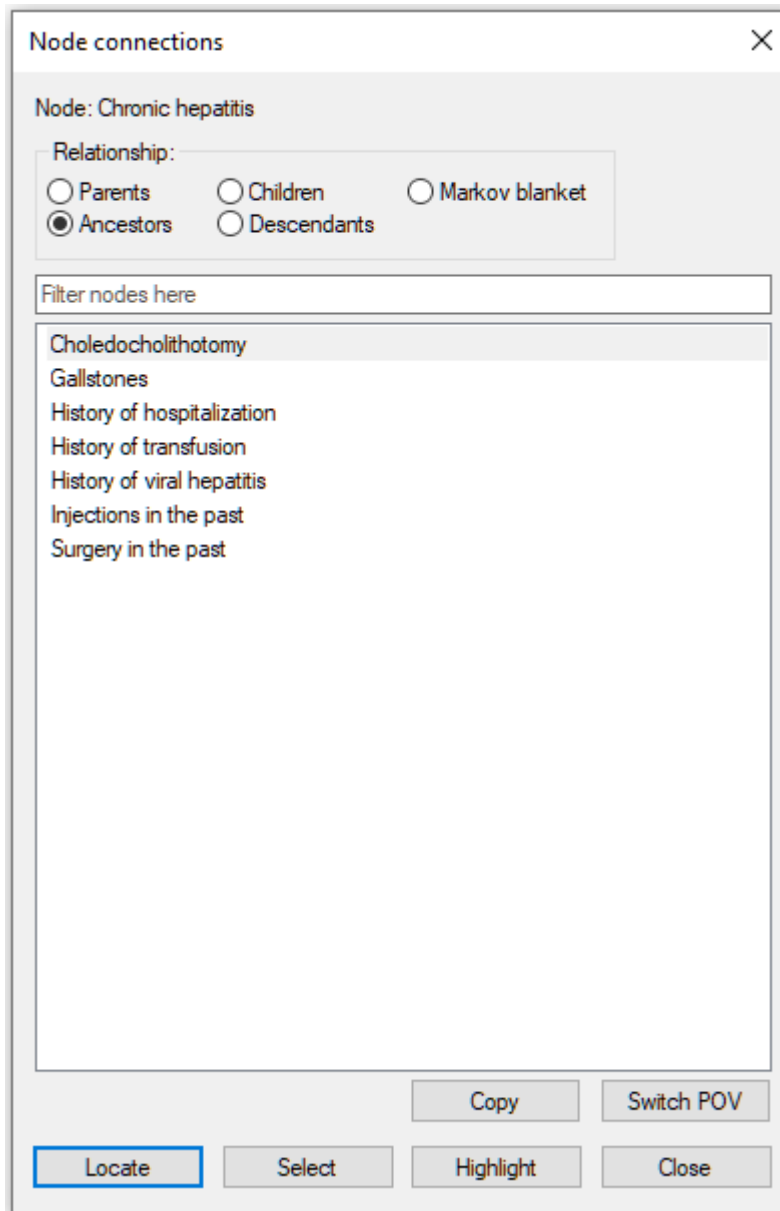 Node connections
Node: Chronic hepatitis
Relationship:
Parents Children Markov blanket
Ancestors Descendants
Filter nodes here
Choledocholithotomy
Gallstones
History of hospitalization
History of transfusion
History of viral hepatitis
Injections in the past
Surgery in the past
Copy Switch POV
Locate Select Highlight Close